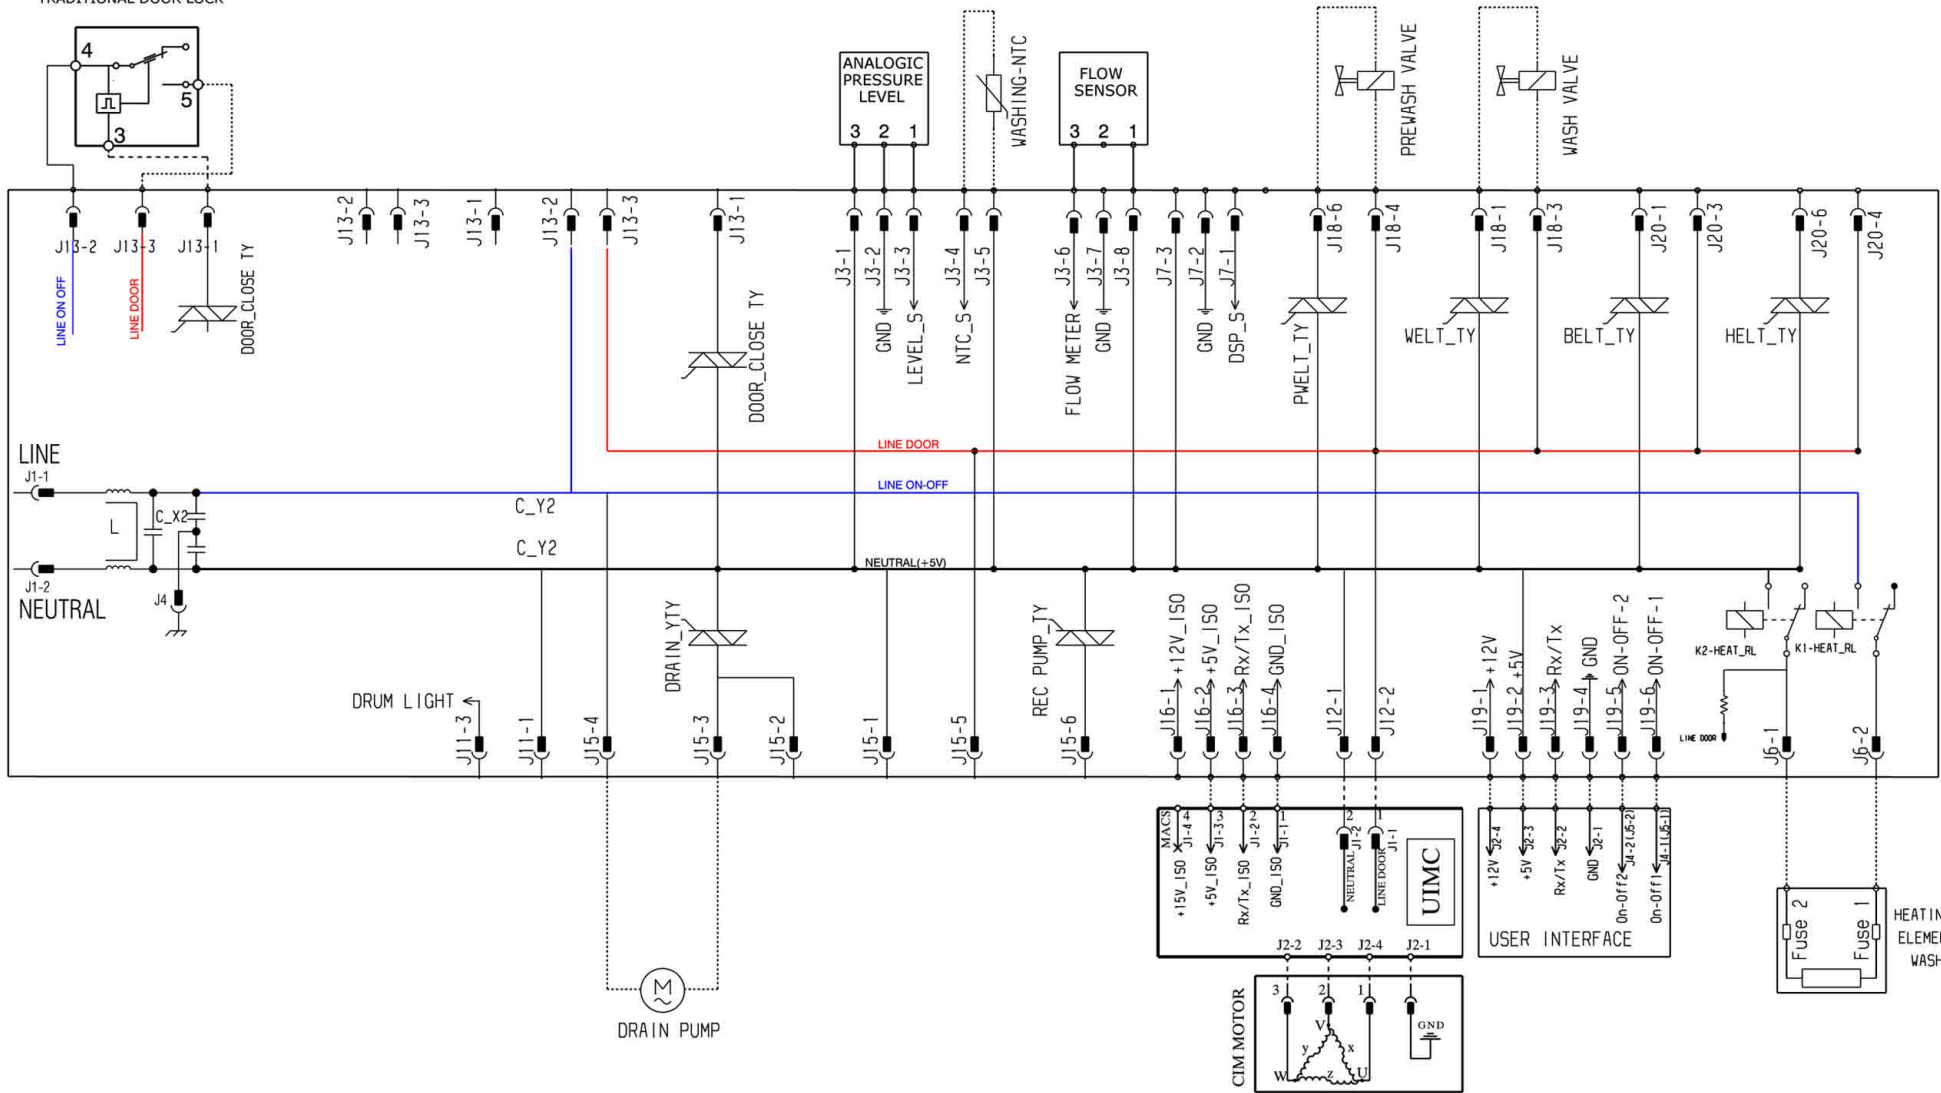 TRADITIONAL DOOR LOCK
4
5
3
ANALOGIC
PRESSURE
LEVEL
3 2 1
WASHING-NTC
FLOW
SENSOR
3 2 1
PREWASH VALVE
WASH VALVE
J13-2
J13-3
J13-1
J13-2
J13-3
J13-1
J13-2
J13-3
J13-1
J3-1
J3-2
J3-3
J3-4
J3-5
J3-6
J3-7
J3-8
J7-3
J7-2
J7-1
J18-6
J18-4
J18-1
J18-3
J20-1
J20-3
J20-6
J20-4
LINE ON OFF
LINE DOOR
DOOR_CLOSE TY
DOOR_CLOSE TY
GND
LEVEL_S
NTC_S
FLOW METER
GND
GND
DSP_S
PWELT_TY
WELT_TY
BELT_TY
HELT_TY
LINE DOOR
LINE
J1-1
LINE ON-OFF
L
C_X2
C_Y2
C_Y2
NEUTRAL(+5V)
J1-2
NEUTRAL
J4
DRAIN_YTY
REC PUMP_TY
+12V_ISO
+5V_ISO
Rx/Tx_ISO
GND_ISO
+12V
+5V
Rx/Tx
GND
ON-OFF-2
ON-OFF-1
K2-HEAT_RL
K1-HEAT_RL
LINE DOOR
DRUM LIGHT
J11-3
J11-1
J15-4
J15-3
J15-2
J15-1
J15-5
J15-6
J16-1
J16-2
J16-3
J16-4
J12-1
J12-2
J19-1
J19-2
J19-3
J19-4
J19-5
J19-6
J6-1
J6-2
MACS
4
J1-4
3
J1-3
2
J1-2
1
J1-1
2
J1-2
1
J1-1
+15V_ISO
+5V_ISO
Rx/Tx_ISO
GND_ISO
NEUTRAL
LINE DOOR
UIMC
J2-2 J2-3 J2-4 J2-1
J2-4
J2-3
J2-2
J2-1
J4-2(J5-2)
J4-1(J5-1)
+12V
+5V
Rx/Tx
GND
On-Off2
On-Off1
USER INTERFACE
Fuse 2
Fuse 1
HEATIN
ELEME
WASH
M
DRAIN PUMP
CIM MOTOR
3 2 1
V
y x
W z U
GND